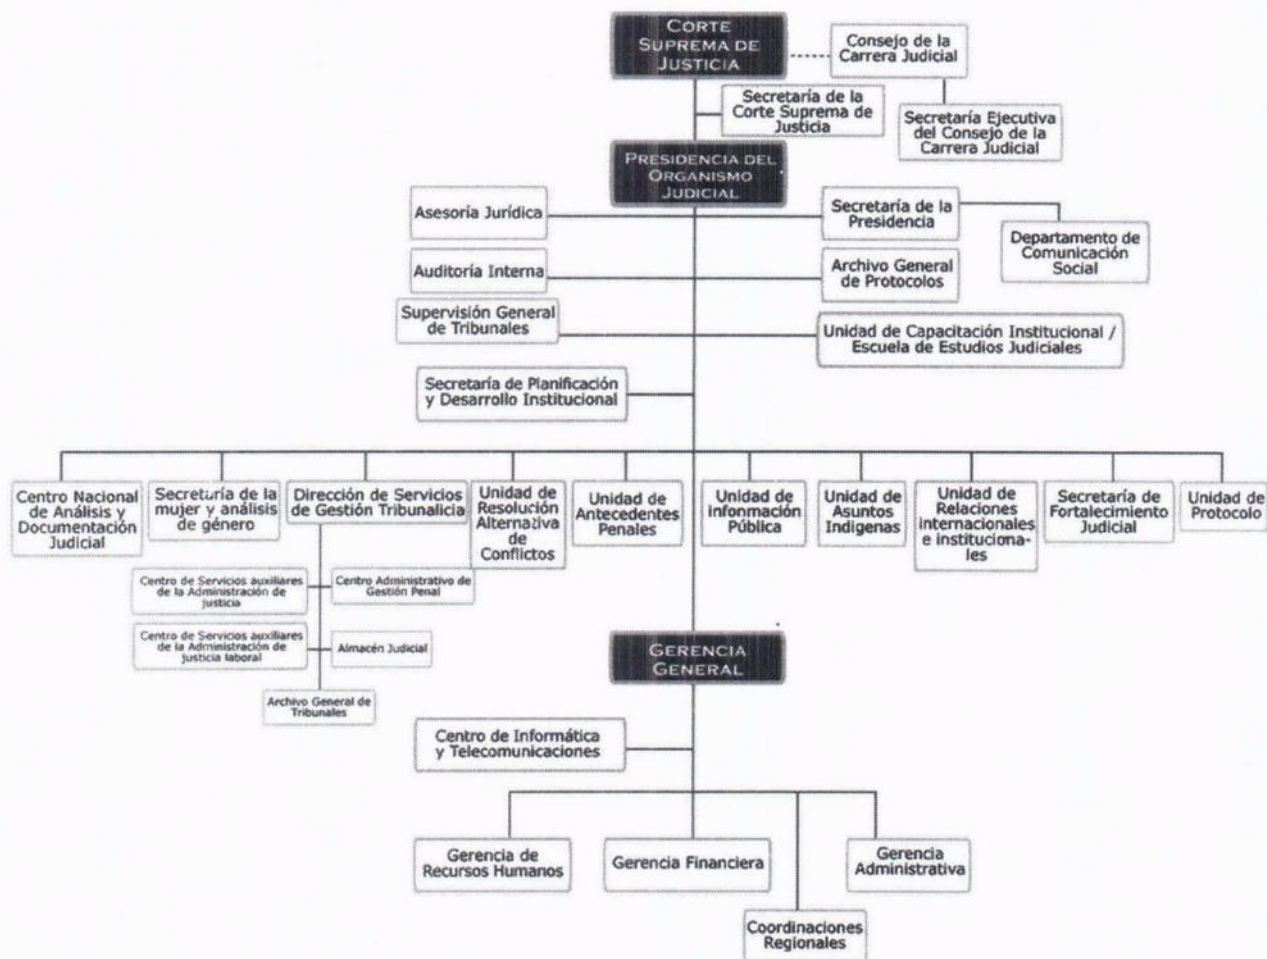 CORTE
SUPREMA DE
JUSTICIA
Consejo de la
Carrera Judicial
Secretaría de la
Corte Suprema de
Justicia
Secretaría Ejecutiva
del Consejo de la
Carrera Judicial
PRESIDENCIA DEL
ORGANISMO
JUDICIAL
Asesoría Jurídica
Secretaría de la
Presidencia
Departamento de
Comunicación
Social
Auditoría Interna
Archivo General
de Protocolos
Supervisión General
de Tribunales
Unidad de Capacitación Institucional /
Escuela de Estudios Judiciales
Secretaría de Planificación
y Desarrollo Institucional
Centro Nacional
de Análisis y
Documentación
Judicial
Secretaría de la
mujer y análisis
de género
Dirección de Servicios
de Gestión Tribunalicia
Unidad de
Resolución
Alternativa
de
Conflictos
Unidad de
Antecedentes
Penales
Unidad de
Infonmación
Pública
Unidad de
Asuntos
Indigenas
Unidad de
Relaciones
internacionales
e instituciona-
les
Secretaría de
Fortalecimiento
Judicial
Unidad de
Protocolo
Centro de Servicios auxiliares
de la Administración de
justicia
Centro Administrativo de
Gestión Penal
Centro de Servicios auxiliares
de la Administración de
justicia laboral
Almacén Judicial
Archivo General de
Tribunales
GERENCIA
GENERAL
Centro de Informática
y Telecomunicaciones
Gerencia de
Recursos Humanos
Gerencia Financiera
Gerencia
Administrativa
Coordinaciones
Regionales